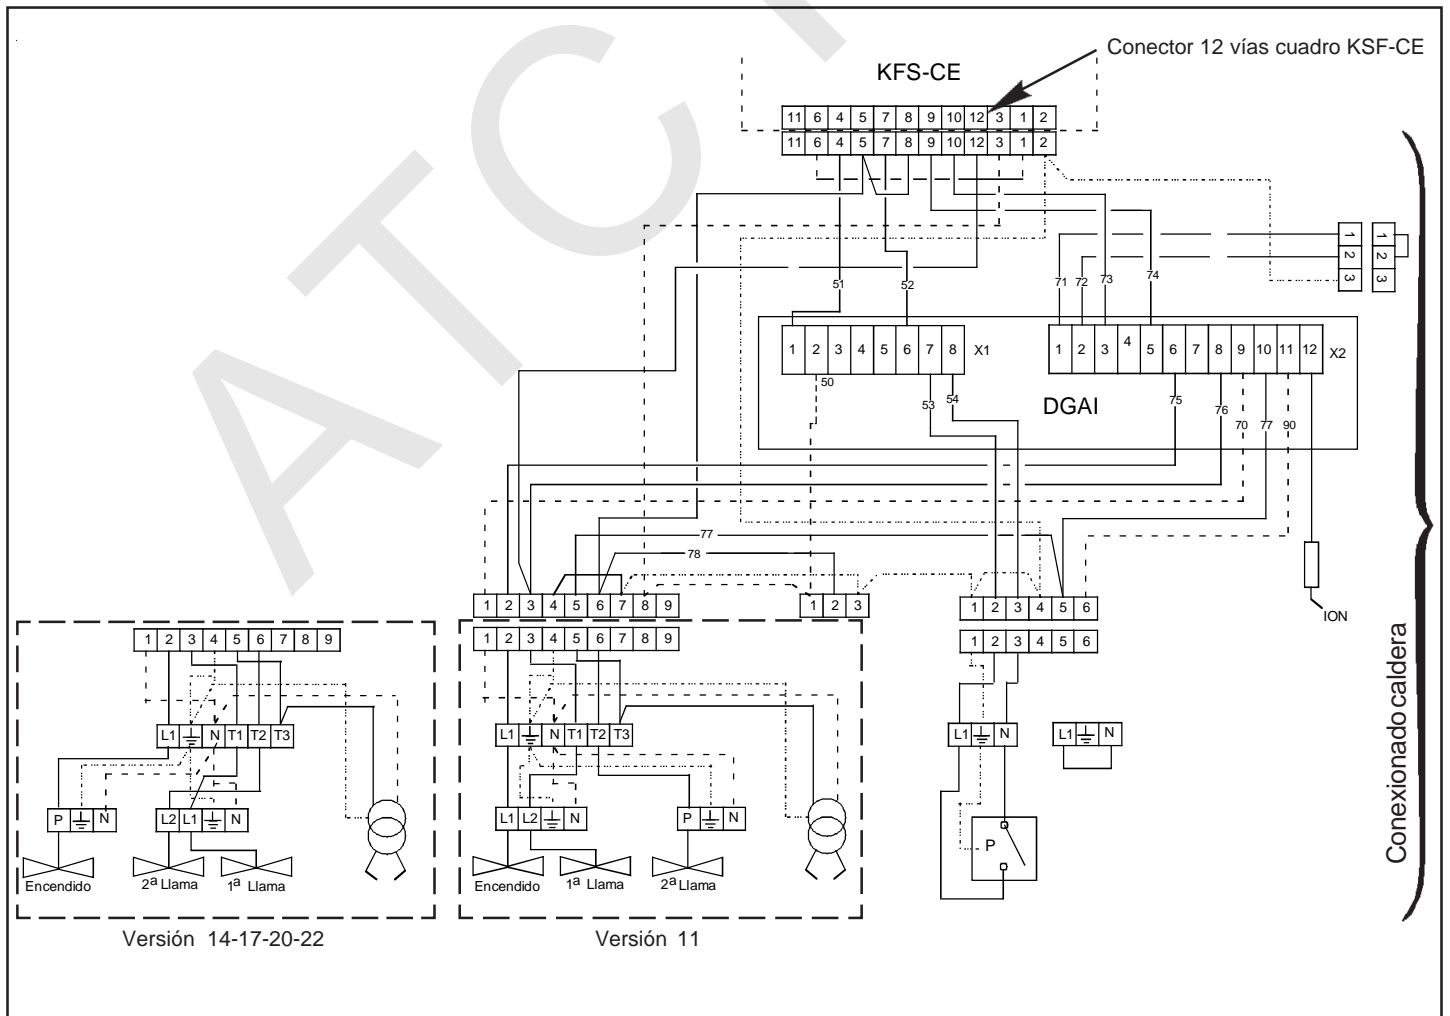 Conector 12 vías cuadro KSF-CE
KFS-CE
11 6 4 5 7 8 9 10 12 3 1 2
11 6 4 5 7 8 9 10 12 3 1 2
1 1
2 2
3 3
51 52 71 72 73 74
1 2 3 4 5 6 7 8 X1
1 2 3 4 5 6 7 8 9 10 11 12 X2
50 53 54 75 76 70 77 90
DGAI
77
78
ION
1 2 3 4 5 6 7 8 9
1 2 3
1 2 3 4 5 6
1 2 3 4 5 6 7 8 9
1 2 3 4 5 6 7 8 9
1 2 3 4 5 6
L1 N T1 T2 T3
L1 N T1 T2 T3
L1 N
L1 N
P N
L2 L1 N
L1 L2 N
P N
P
Encendido
2ª Llama
1ª Llama
Encendido
1ª Llama
2ª Llama
Versión 14-17-20-22
Versión 11
Conexionado caldera
ATC